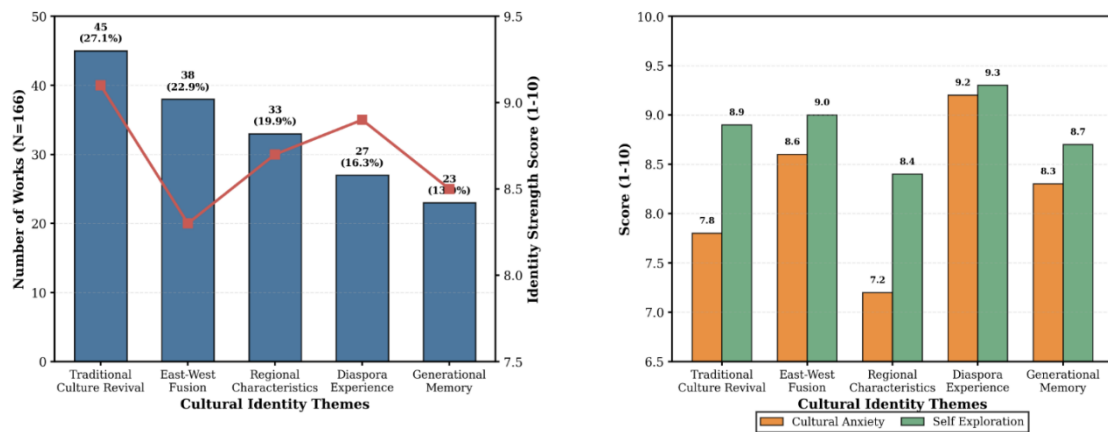 50
40
30
20
10
0
Number of Works (N=166)
45
(27.1%)
38
(22.9%)
33
(19.9%)
27
(16.3%)
23
9.5
9.0
8.5
8.0
7.5
Identity Strength Score (1-10)
Traditional
Culture Revival
East-West
Fusion
Regional
Characteristics
Diaspora
Experience
Generational
Memory
Cultural Identity Themes
10.0
9.5
9.0
8.5
8.0
7.5
7.0
6.5
Score (1-10)
7.8
8.9
8.6
9.0
7.2
8.4
9.2
9.3
8.3
8.7
Traditional
Culture Revival
East-West
Fusion
Regional
Characteristics
Diaspora
Experience
Generational
Memory
Cultural Identity Themes
Cultural Anxiety
Self Exploration